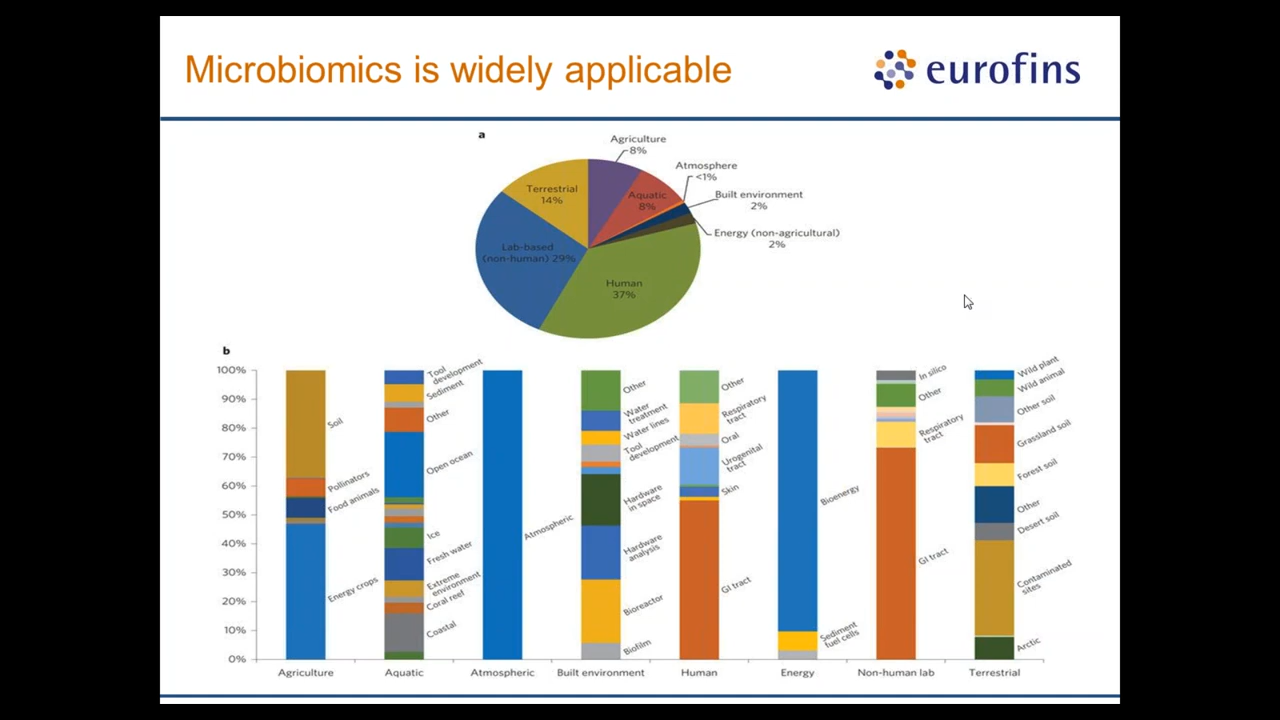 Microbiomics is widely applicable
eurofins
a
Agriculture
8%
Atmosphere
<1%
Built environment
2%
Energy (non-agricultural)
2%
Terrestrial
14%
Aquatic
8%
Lab-based
(non-human) 29%
Human
37%
b
100%
90%
80%
70%
60%
50%
40%
30%
20%
10%
0%
Soil
Pollinators
Food animals
Energy crops
Agriculture
Tool
development
Sediment
Other
Open ocean
Ice
Fresh water
Extreme
environment
Coral reef
Coastal
Aquatic
Atmospheric
Atmospheric
Other
Water
treatment
Water lines
Tool
development
Hardware
in space
Hardware
analysis
Bioreactor
Biofilm
Built environment
Other
Respiratory
tract
Oral
Urogenital
tract
Skin
GI tract
Human
Bioenergy
Sediment
fuel cells
Energy
In silico
Other
Respiratory
tract
GI tract
Non-human lab
Wild plant
Wild animal
Other soil
Grassland soil
Forest soil
Other
Desert soil
Contaminated
sites
Arctic
Terrestrial